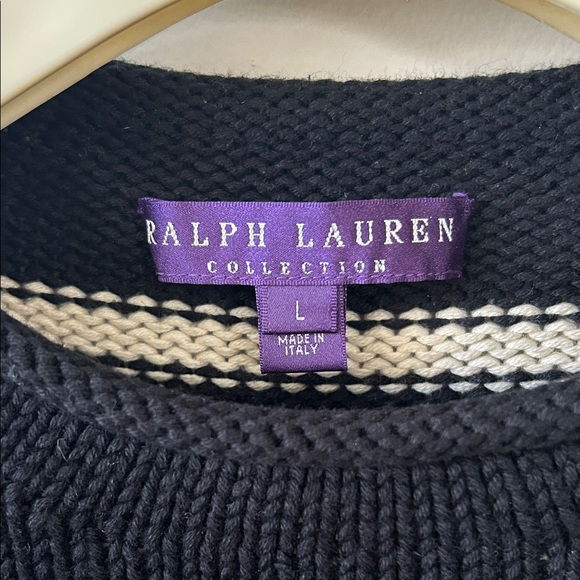 RALPH LAUREN
COLLECTION
L
MADE IN
ITALY